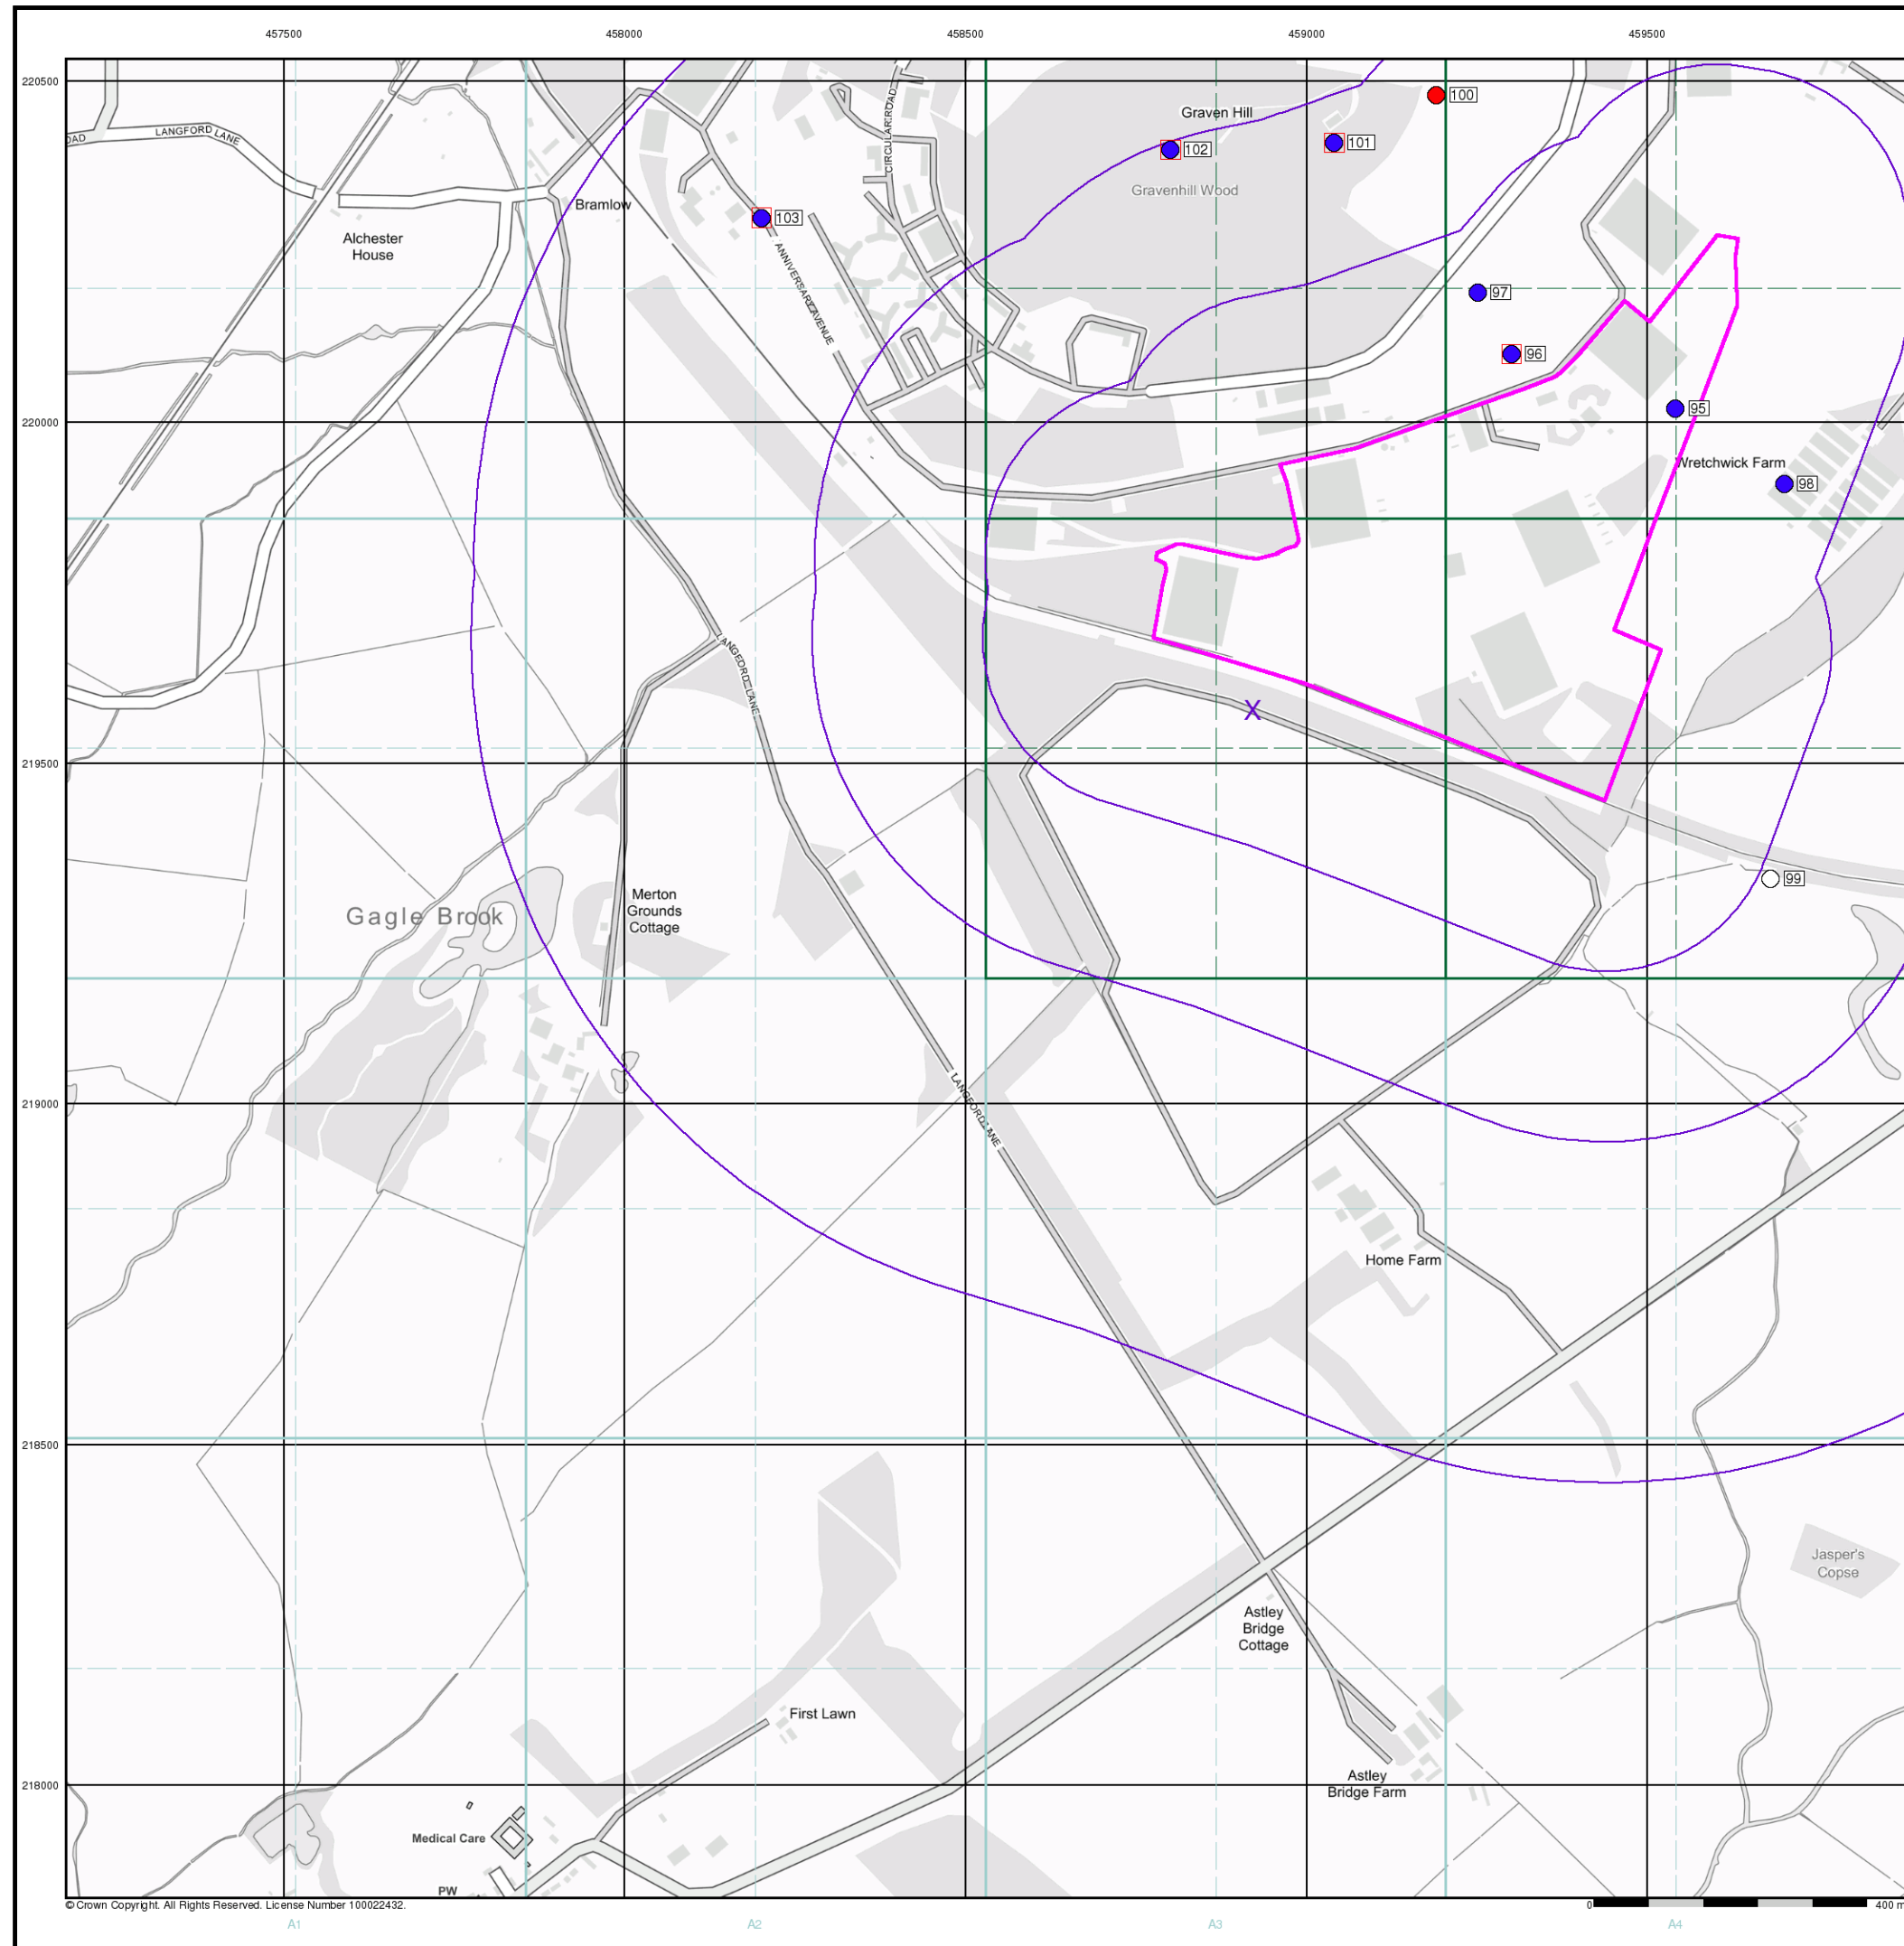 457500
458000
458500
459000
459500
220500
220000
219500
219000
218500
218000
OAD
LANGFORD LANE
CIRCULAR ROAD
Graven Hill
100
101
102
Gravenhill Wood
Bramlow
103
Alchester
House
ANNIVERSARY AVENUE
97
96
95
Wretchwick Farm
98
LANGFORD LANE
X
99
Merton
Grounds
Cottage
Gagle Brook
LANGFORD LANE
Home Farm
Jasper's
Copse
Astley
Bridge
Cottage
First Lawn
Astley
Bridge Farm
Medical Care
PW
© Crown Copyright. All Rights Reserved. License Number 100022432.
0
400 m
A1
A2
A3
A4